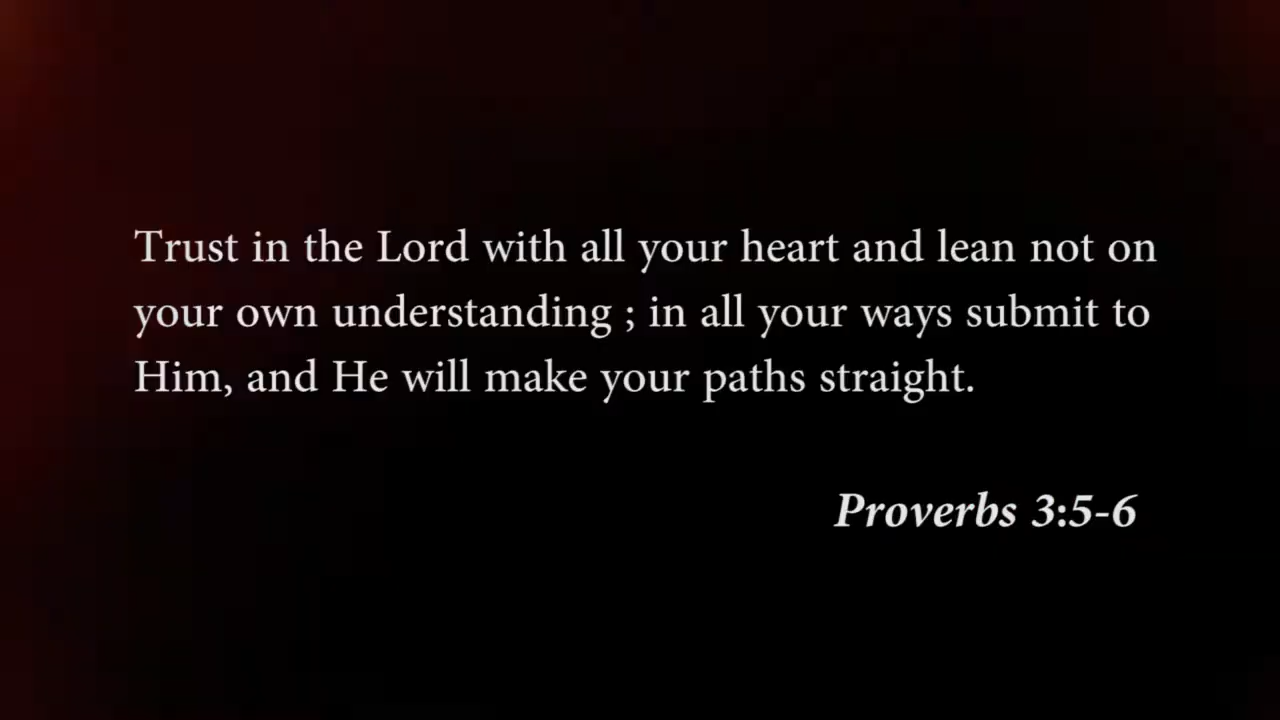 Trust in the Lord with all your heart and lean not on
your own understanding ; in all your ways submit to
Him, and He will make your paths straight.
Proverbs 3:5-6